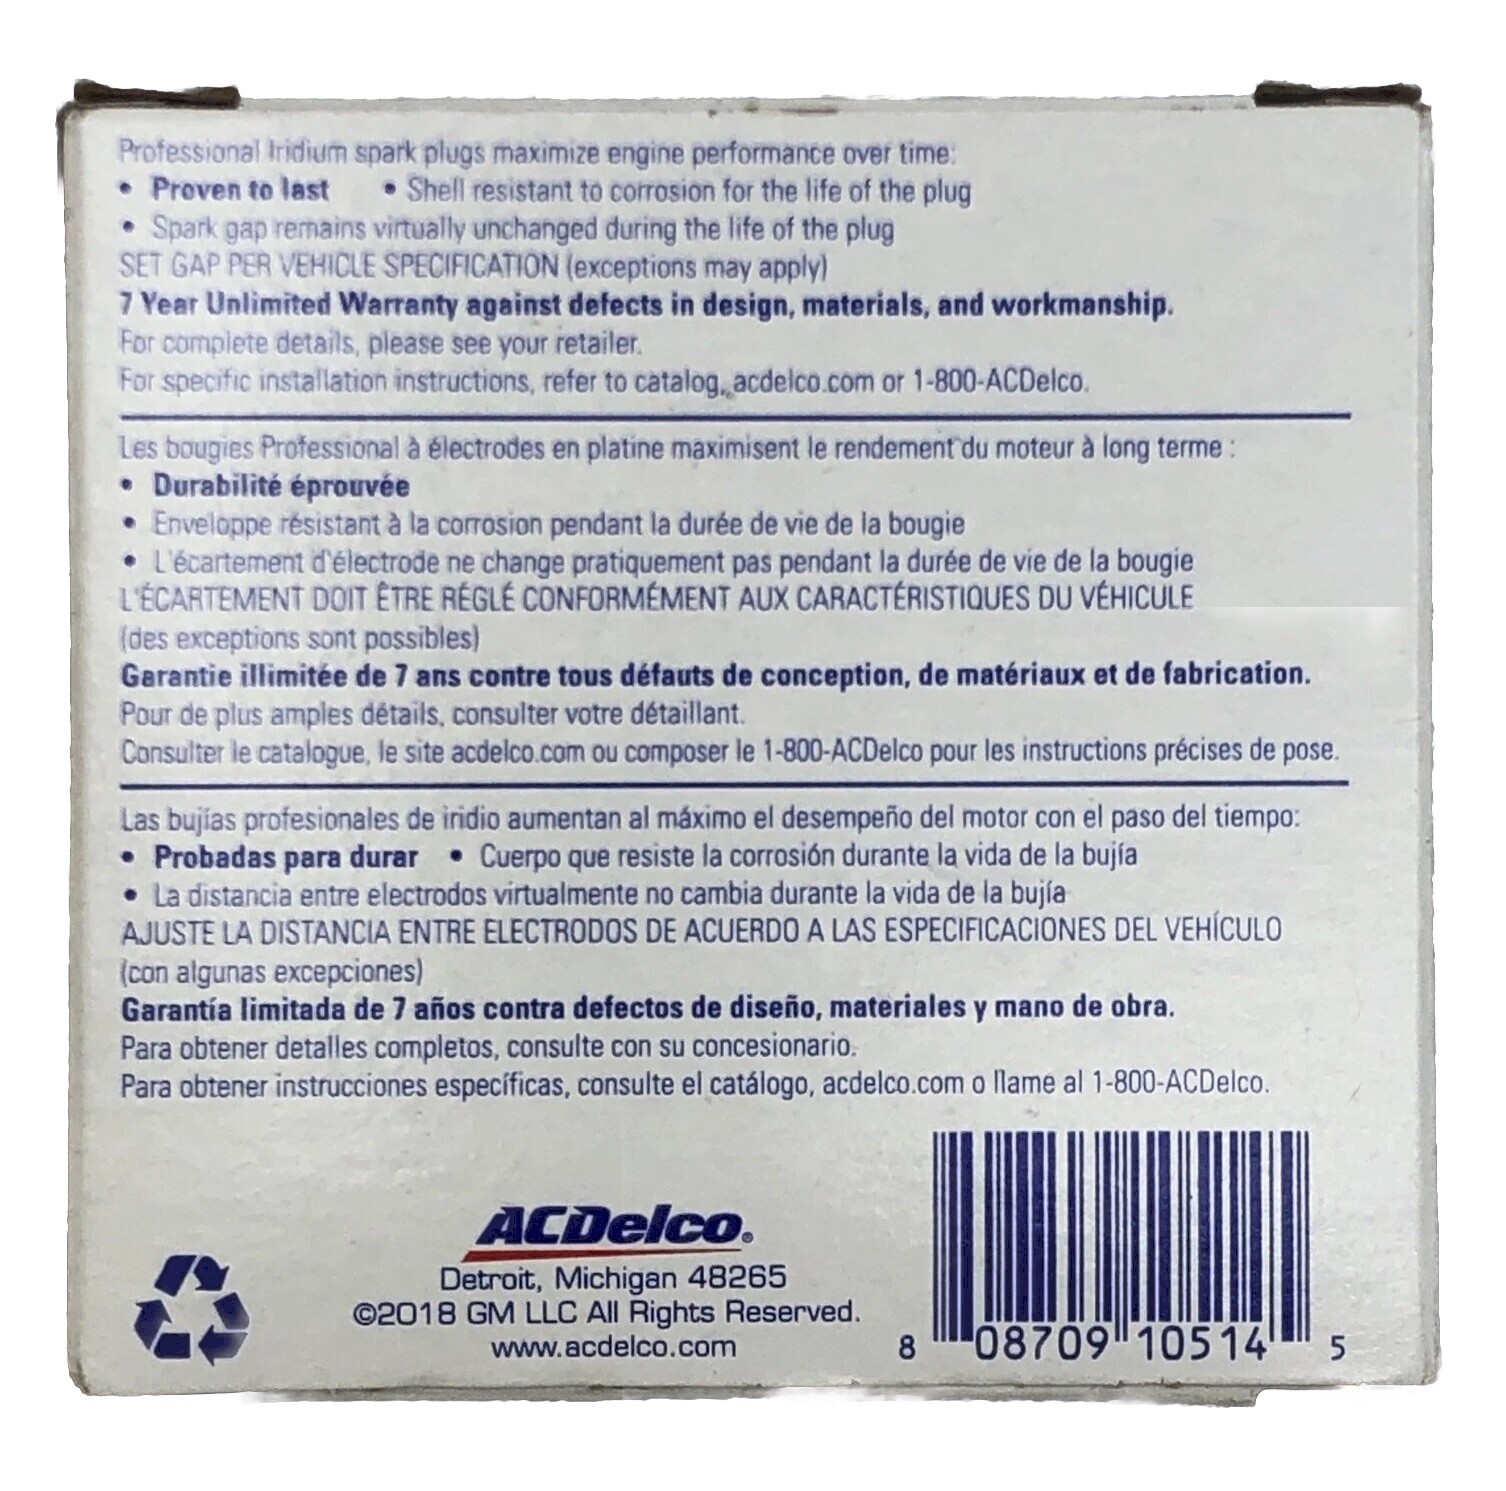 Professional Iridium spark plugs maximize engine performance over time:
• Proven to last • Shell resistant to corrosion for the life of the plug
• Spark gap remains virtually unchanged during the life of the plug
SET GAP PER VEHICLE SPECIFICATION (exceptions may apply)
7 Year Unlimited Warranty against defects in design, materials, and workmanship.
For complete details, please see your retailer.
For specific installation instructions, refer to catalog, acdelco.com or 1-800-ACDelco.
Les bougies Professional à électrodes en platine maximisent le rendement du moteur à long terme :
• Durabilité éprouvée
• Enveloppe résistant à la corrosion pendant la durée de vie de la bougie
• L'écartement d'électrode ne change pratiquement pas pendant la durée de vie de la bougie
L'ÉCARTEMENT DOIT ÊTRE RÉGLÉ CONFORMÉMENT AUX CARACTÉRISTIQUES DU VÉHICULE
(des exceptions sont possibles)
Garantie illimitée de 7 ans contre tous défauts de conception, de matériaux et de fabrication.
Pour de plus amples détails, consulter votre détaillant.
Consulter le catalogue, le site acdelco.com ou composer le 1-800-ACDelco pour les instructions précises de pose.
Las bujías profesionales de iridio aumentan al máximo el desempeño del motor con el paso del tiempo:
• Probadas para durar • Cuerpo que resiste la corrosión durante la vida de la bujía
• La distancia entre electrodos virtualmente no cambia durante la vida de la bujía
AJUSTE LA DISTANCIA ENTRE ELECTRODOS DE ACUERDO A LAS ESPECIFICACIONES DEL VEHÍCULO
(con algunas excepciones)
Garantía limitada de 7 años contra defectos de diseño, materiales y mano de obra.
Para obtener detalles completos, consulte con su concesionario.
Para obtener instrucciones específicas, consulte el catálogo, acdelco.com o llame al 1-800-ACDelco.
ACDelco®
Detroit, Michigan 48265
©2018 GM LLC All Rights Reserved.
www.acdelco.com
8 08709 10514 5